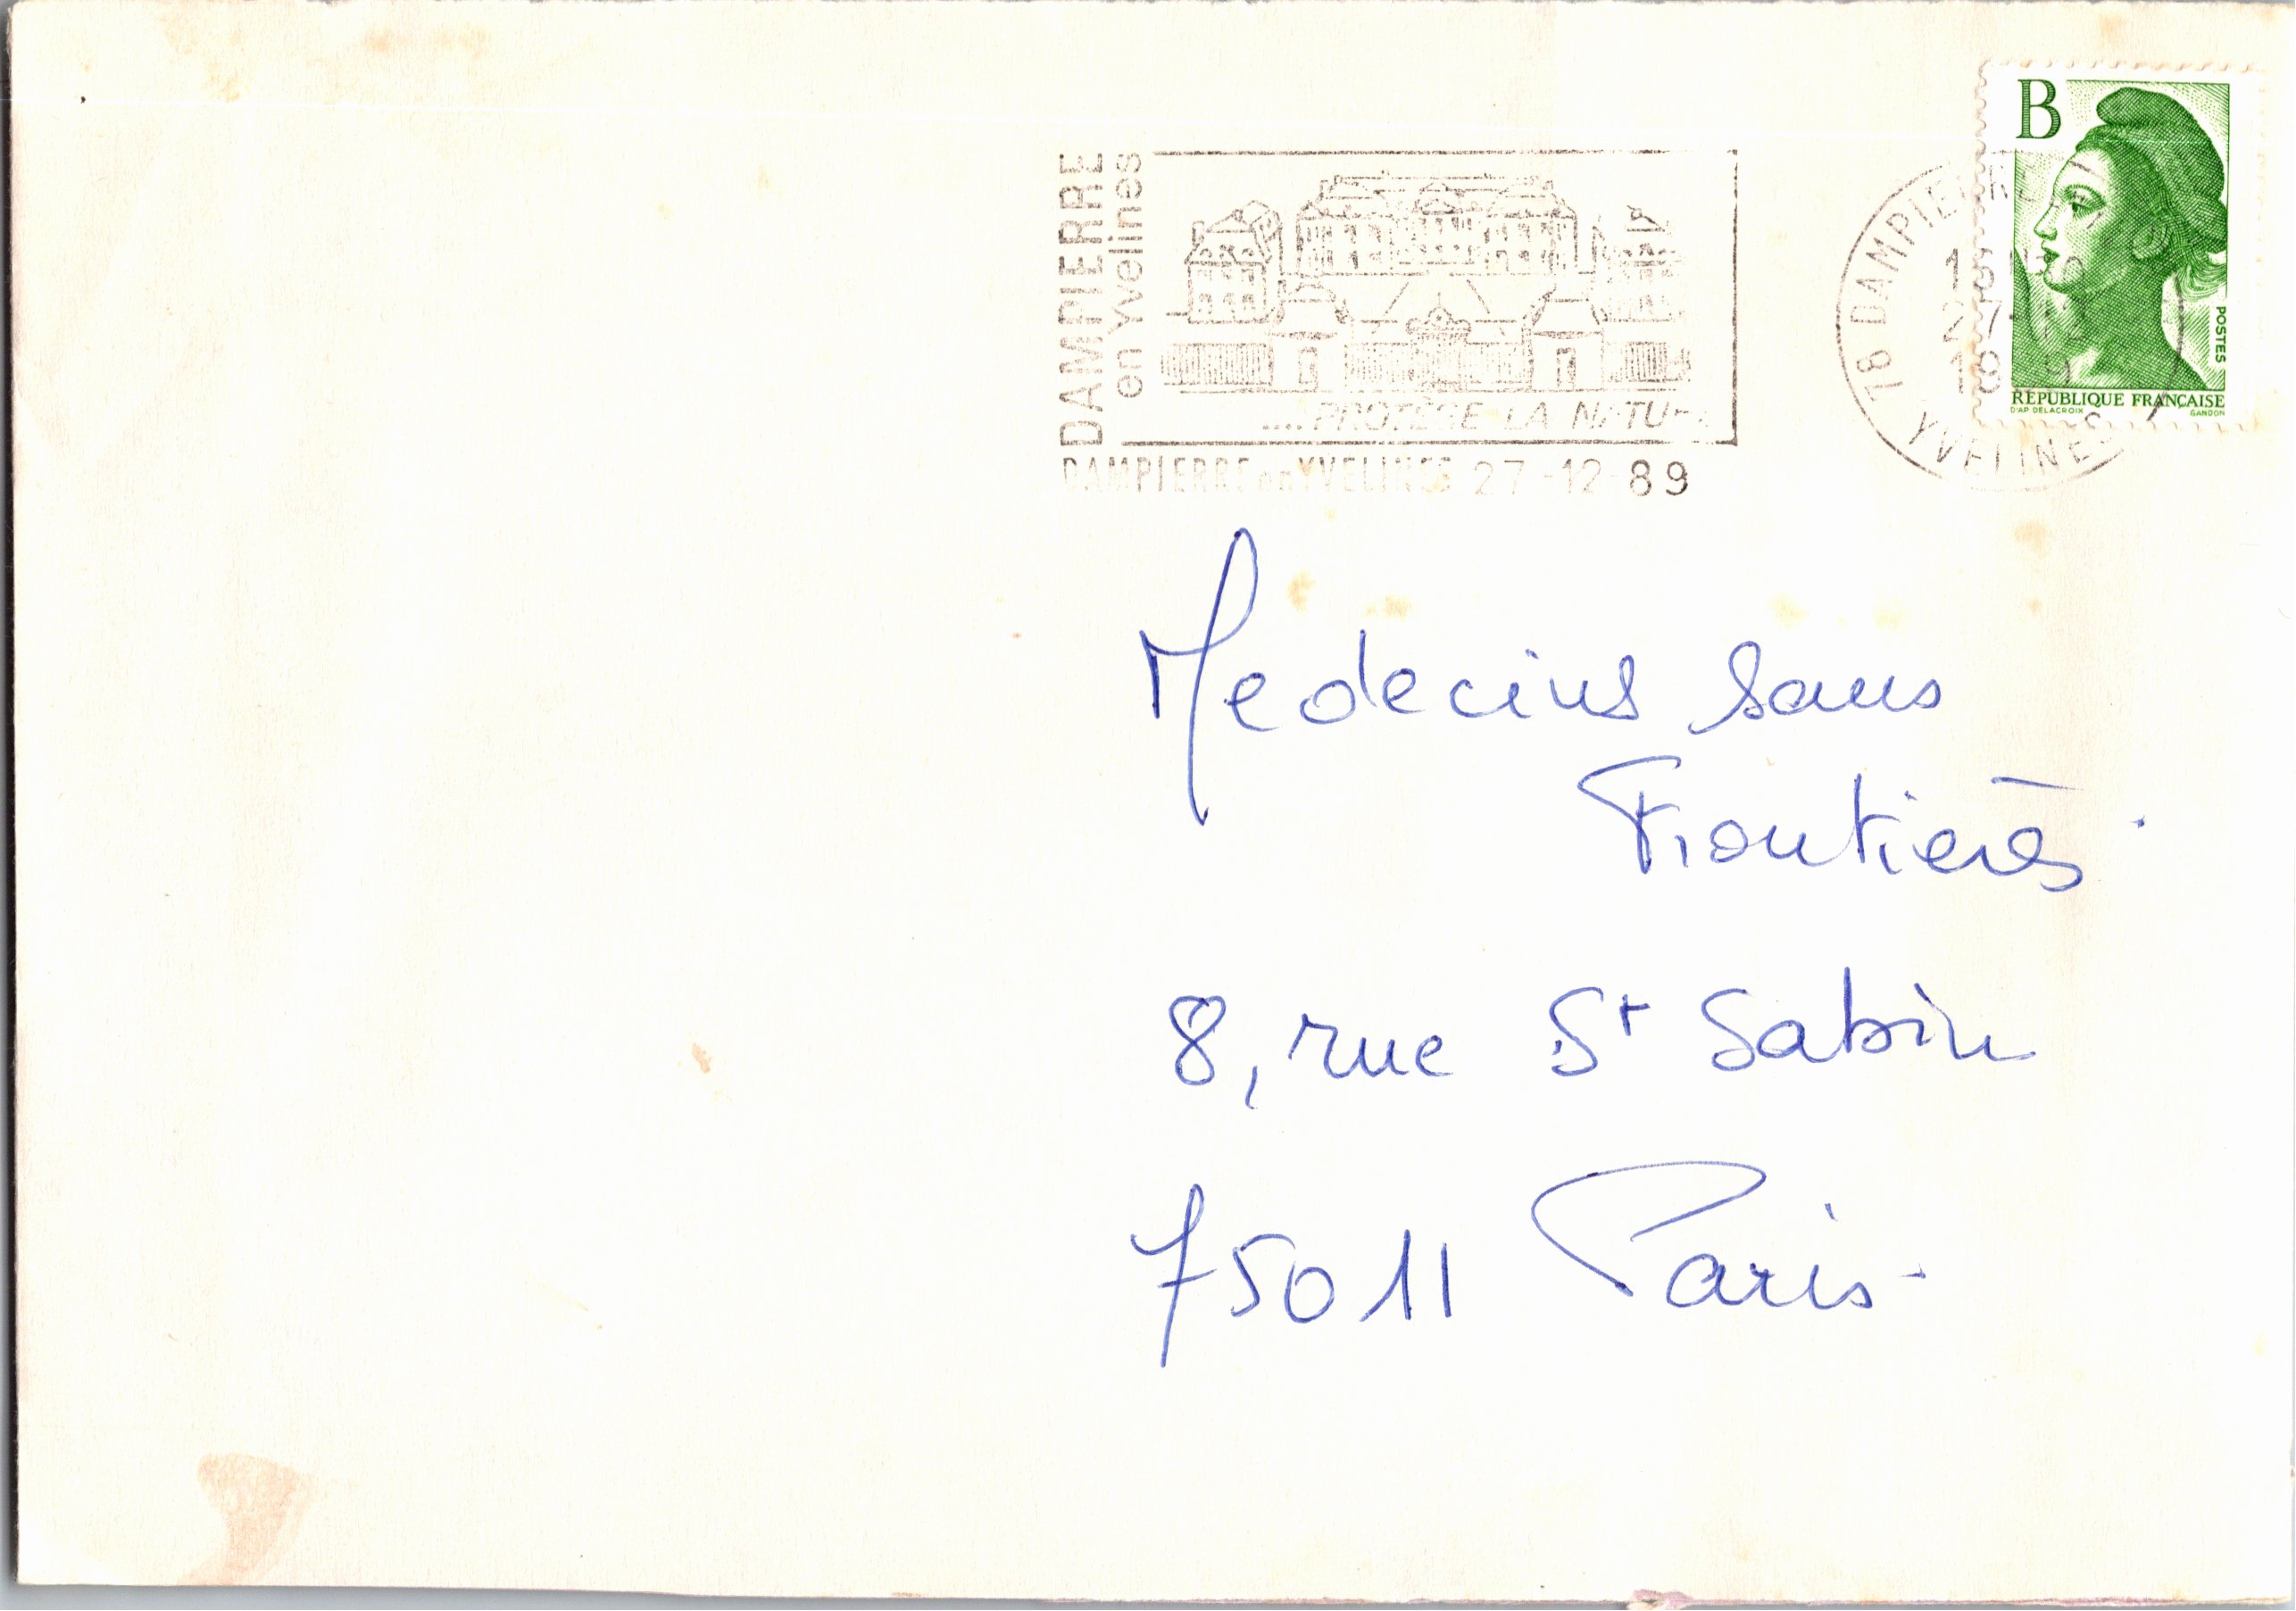 B
POSTES
RÉPUBLIQUE FRANÇAISE
D'AP DELACROIX GANDON
DAMPIERRE
en Yvelines
....PROTÈGE LA NATU
DAMPIERRE en YVELINES 27-12-89
78 DAMPIE
YVELINES
Medecins sans
Frontières
8, rue St Sabin
75011 Paris-